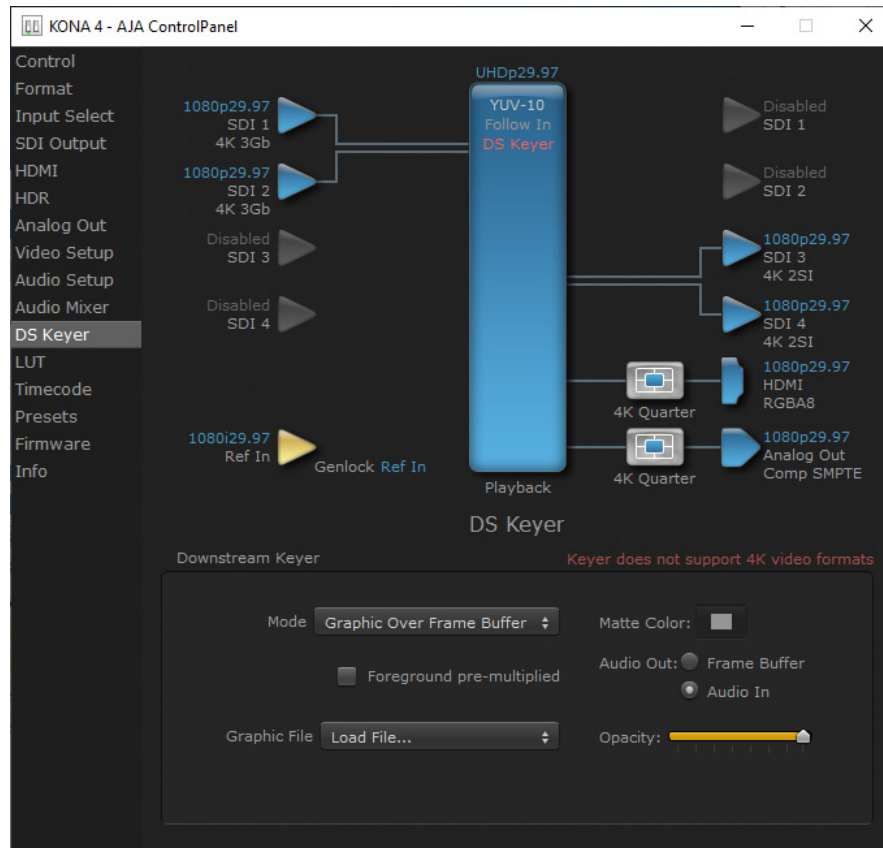 KONA 4 - AJA ControlPanel
Control
Format
Input Select
SDI Output
HDMI
HDR
Analog Out
Video Setup
Audio Setup
Audio Mixer
DS Keyer
LUT
Timecode
Presets
Firmware
Info
1080p29.97
SDI 1
4K 3Gb
1080p29.97
SDI 2
4K 3Gb
Disabled
SDI 3
Disabled
SDI 4
1080i29.97
Ref In
Genlock Ref In
UHDp29.97
YUV-10
Follow In
DS Keyer
Playback
Disabled
SDI 1
Disabled
SDI 2
1080p29.97
SDI 3
4K 2SI
1080p29.97
SDI 4
4K 2SI
4K Quarter
1080p29.97
HDMI
RGBA8
4K Quarter
1080p29.97
Analog Out
Comp SMPTE
DS Keyer
Downstream Keyer
Keyer does not support 4K video formats
Mode Graphic Over Frame Buffer
Foreground pre-multiplied
Graphic File Load File...
Matte Color:
Audio Out: Frame Buffer
Audio In
Opacity: